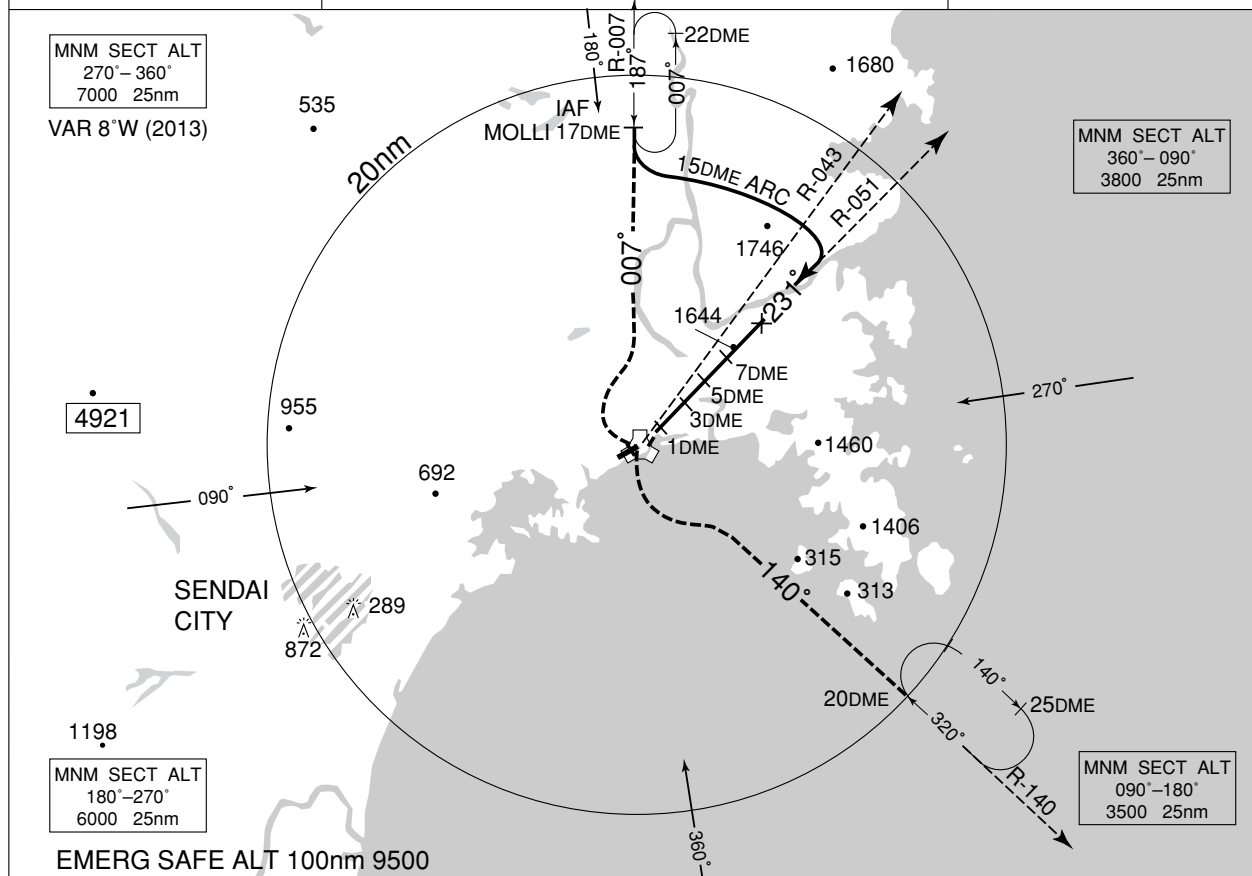 MNM SECT ALT
270°–360°
7000 25nm
VAR 8°W (2013)
535
20nm
180°
R-007
187°
007°
22DME
IAF
MOLLI 17DME
15DME ARC
1680
R-043
R-051
MNM SECT ALT
360°–090°
3800 25nm
1746
007°
231°
1644
7DME
5DME
3DME
1DME
270°
4921
955
692
090°
1460
1406
315
313
140°
SENDAI
CITY
289
872
20DME
140°
25DME
320°
R-140
1198
MNM SECT ALT
180°–270°
6000 25nm
360°
MNM SECT ALT
090°–180°
3500 25nm
EMERG SAFE ALT 100nm 9500